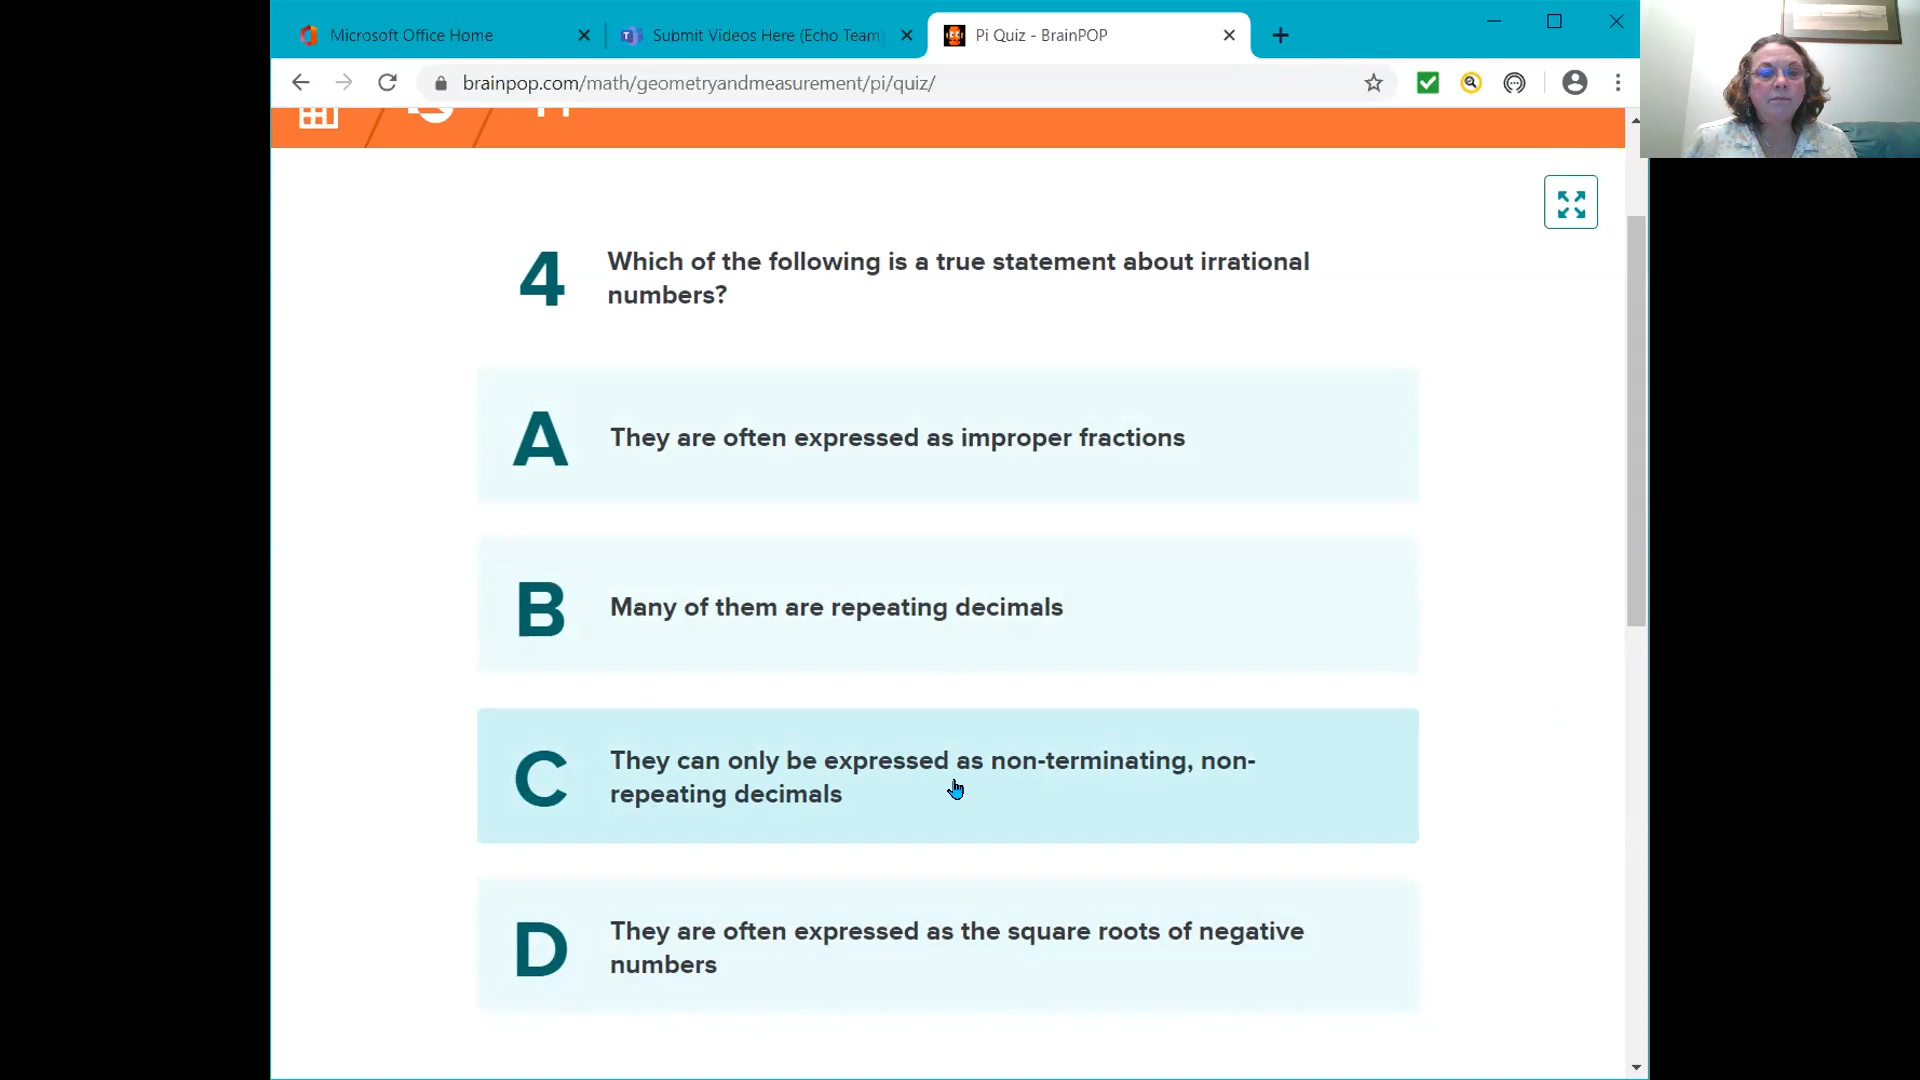 Microsoft Office Home
Submit Videos Here (Echo Team)
Pi Quiz - BrainPOP
brainpop.com/math/geometryandmeasurement/pi/quiz/
4
Which of the following is a true statement about irrational
numbers?
A
They are often expressed as improper fractions
B
Many of them are repeating decimals
C
They can only be expressed as non-terminating, non-
repeating decimals
D
They are often expressed as the square roots of negative
numbers